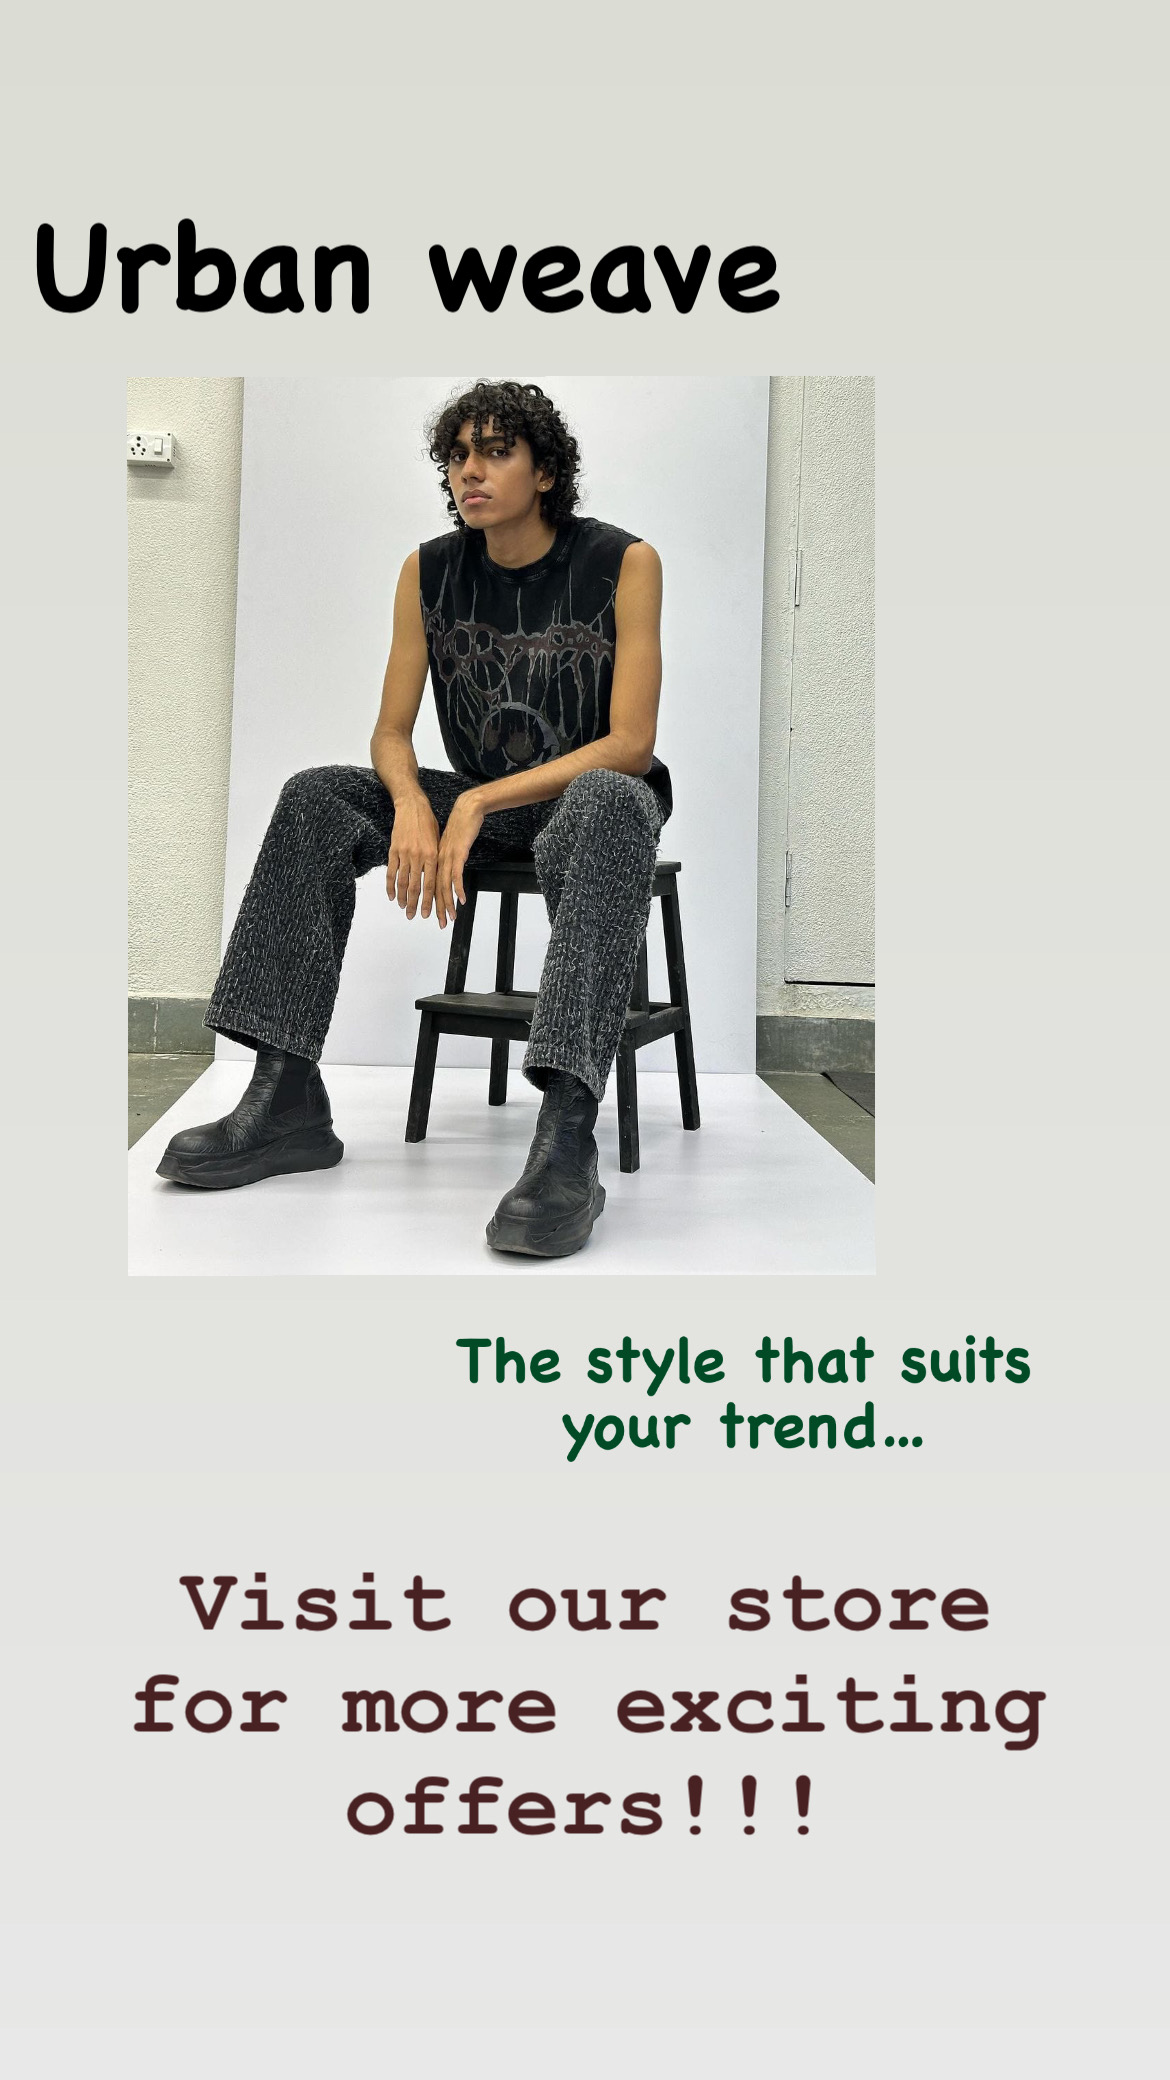 Urban weave
The style that suits
your trend...
Visit our store
for more exciting
offers!!!